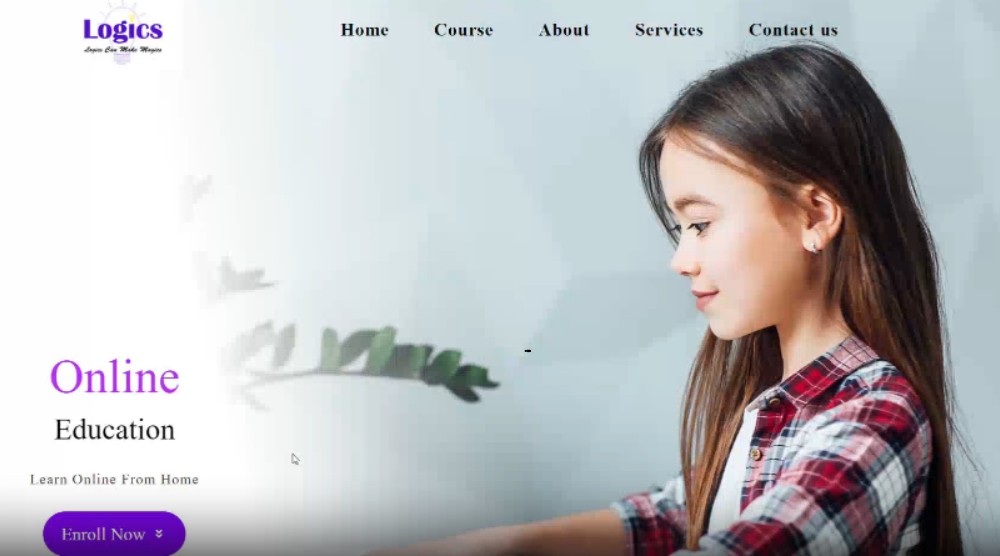 Logics
Logics Can Make Magics
Home Course About Services Contact us
Online
Education
Learn Online From Home
Enroll Now